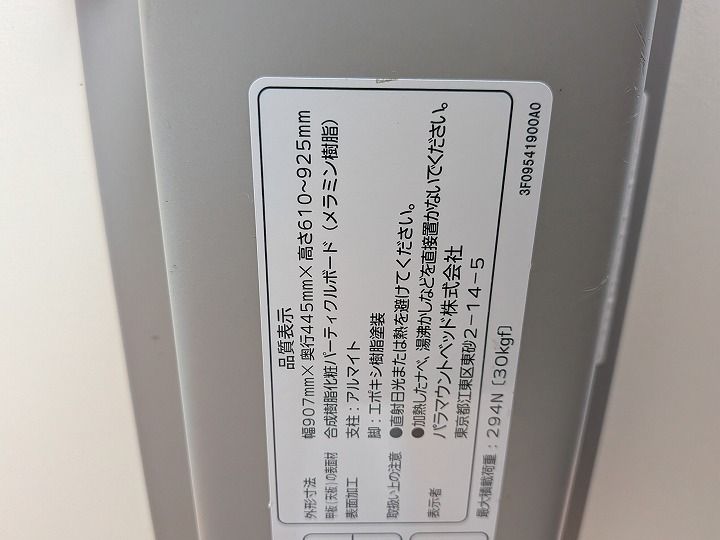 品質表示
外形寸法 幅907mm×奥行445mm×高さ610～925mm
甲板(天板)の表面材 合成樹脂化粧パーティクルボード（メラミン樹脂）
表面加工 支柱：アルマイト
脚：エポキシ樹脂塗装
取扱い上の注意 ●直射日光または熱を避けてください。
●加熱したナベ、湯沸かしなどを直接置かないでください。
表示者 パラマウントベッド株式会社
東京都江東区東砂2-14-5
最大積載荷重：294N［30kgf］
3F09541900A0